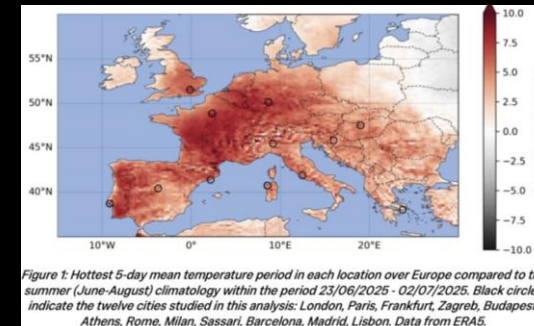 10.0
7.5
5.0
2.5
0.0
−2.5
−5.0
−7.5
−10.0
55°N
50°N
45°N
40°N
10°W 0° 10°E 20°E
Figure 1: Hottest 5-day mean temperature period in each location over Europe compared to
summer (June-August) climatology within the period 23/06/2025 - 02/07/2025. Black
indicate the twelve cities studied in this analysis: London, Paris, Frankfurt, Zagreb,
Athens, Rome, Milan, Sassari, Barcelona, Madrid, Lisbon. Data from ERA5.